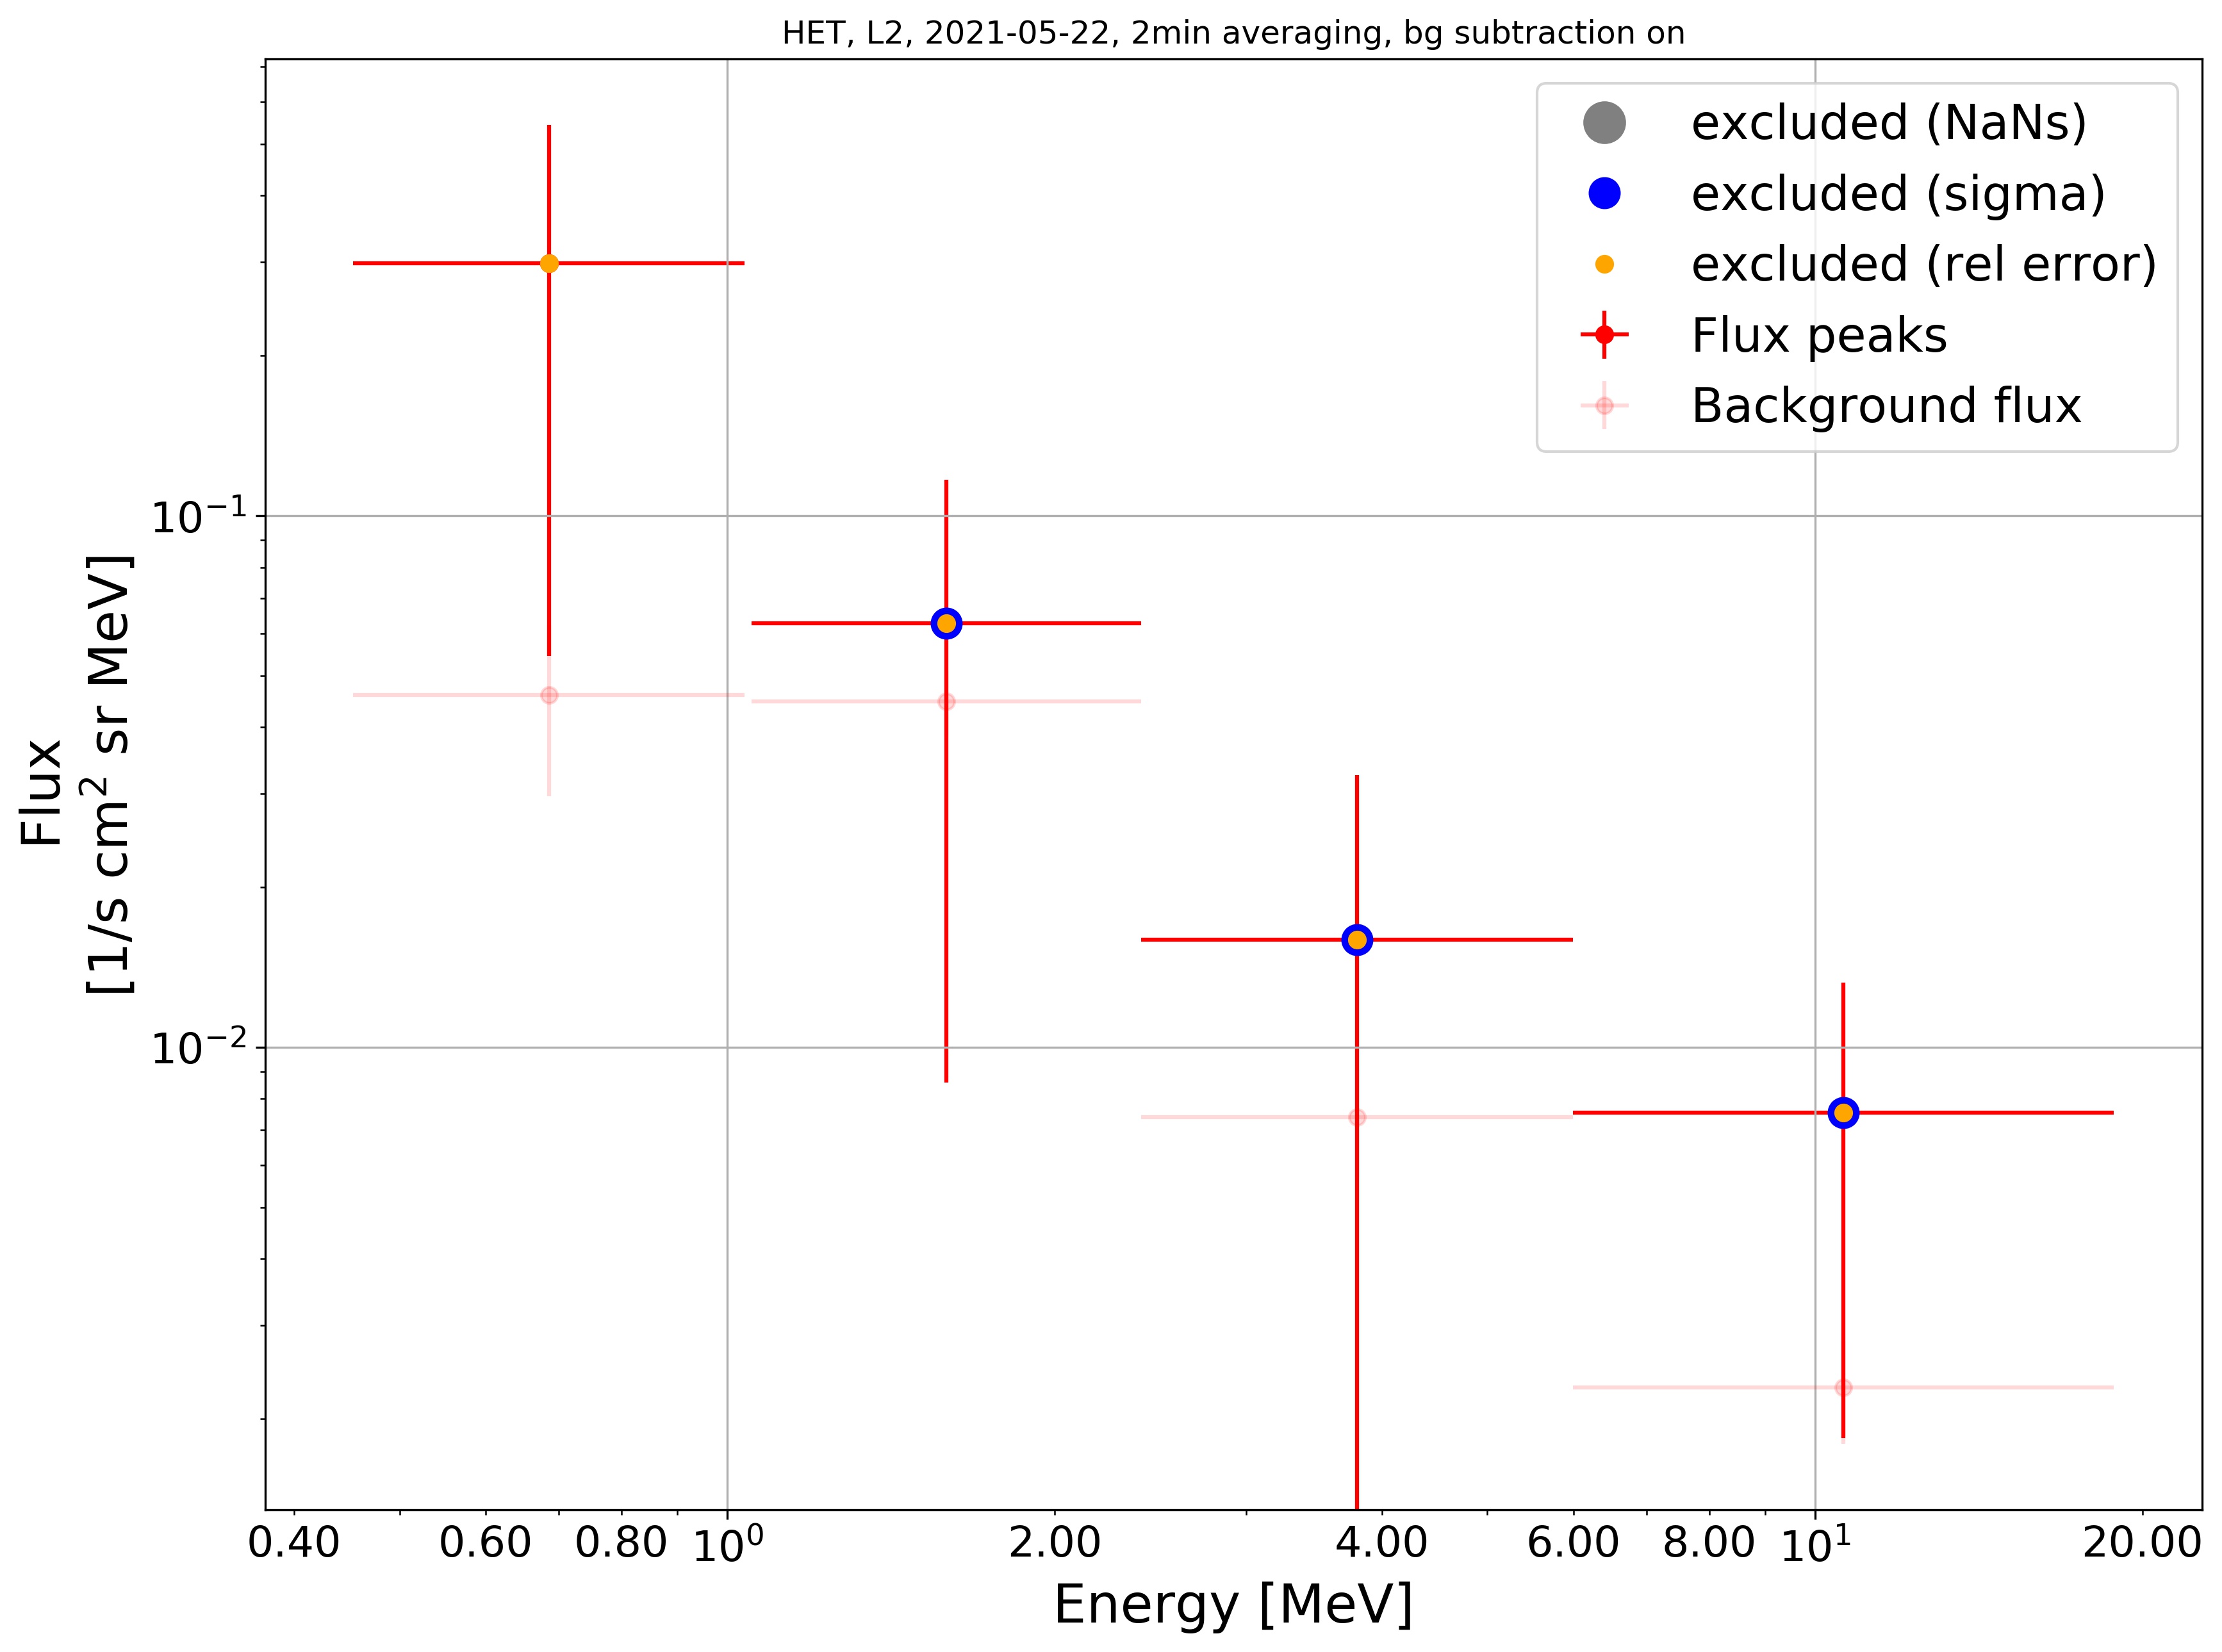 HET, L2, 2021-05-22, 2min averaging, bg subtraction on
excluded (NaNs)
excluded (sigma)
excluded (rel error)
Flux peaks
Background flux
Flux
[1/s cm² sr MeV]
10⁻¹
10⁻²
0.40 0.60 0.80 10⁰ 2.00 4.00 6.00 8.00 10¹ 20.00
Energy [MeV]